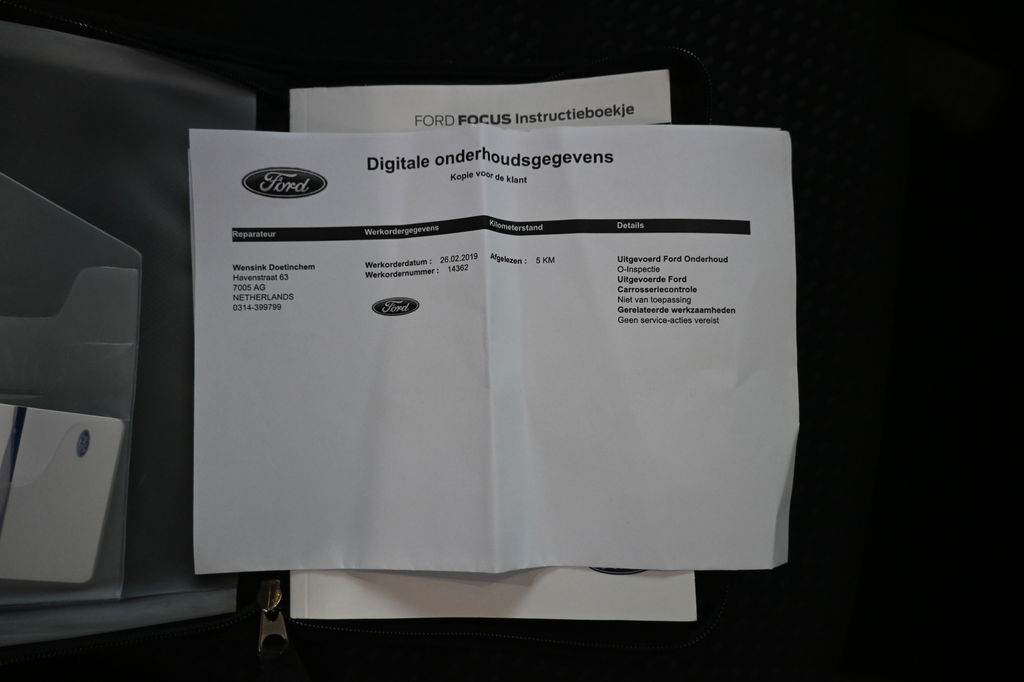 FORD FOCUS Instructieboekje
Digitale onderhoudsgegevens
Kopie voor de klant
Ford
Reparateur Werkordergegevens Kilometerstand Details
Wensink Doetinchem
Havenstraat 63
7005 AG
NETHERLANDS
0314-399799
Werkorderdatum : 26.02.2019
Werkordernummer : 14362
Ford
Afgelezen : 5 KM
Uitgevoerd Ford Onderhoud
O-Inspectie
Uitgevoerde Ford
Carrosseriecontrole
Niet van toepassing
Gerelateerde werkzaamheden
Geen service-acties vereist